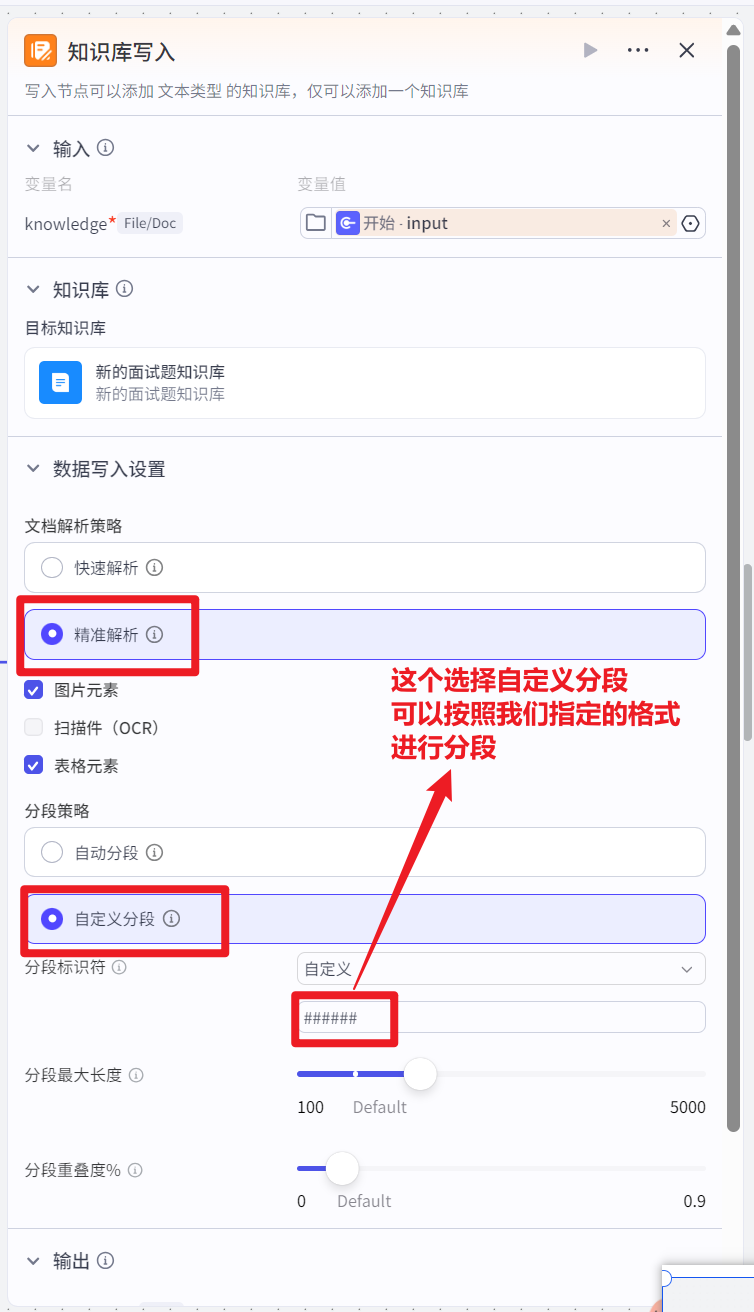 知识库写入
写入节点可以添加 文本类型 的知识库，仅可以添加一个知识库
输入
变量名 变量值
knowledge* File/Doc 开始 - input
知识库
目标知识库
新的面试题知识库
新的面试题知识库
数据写入设置
文档解析策略
快速解析
精准解析
这个选择自定义分段
可以按照我们指定的格式
进行分段
图片元素
扫描件（OCR）
表格元素
分段策略
自动分段
自定义分段
分段标识符 自定义
######
分段最大长度
100 Default 5000
分段重叠度%
0 Default 0.9
输出